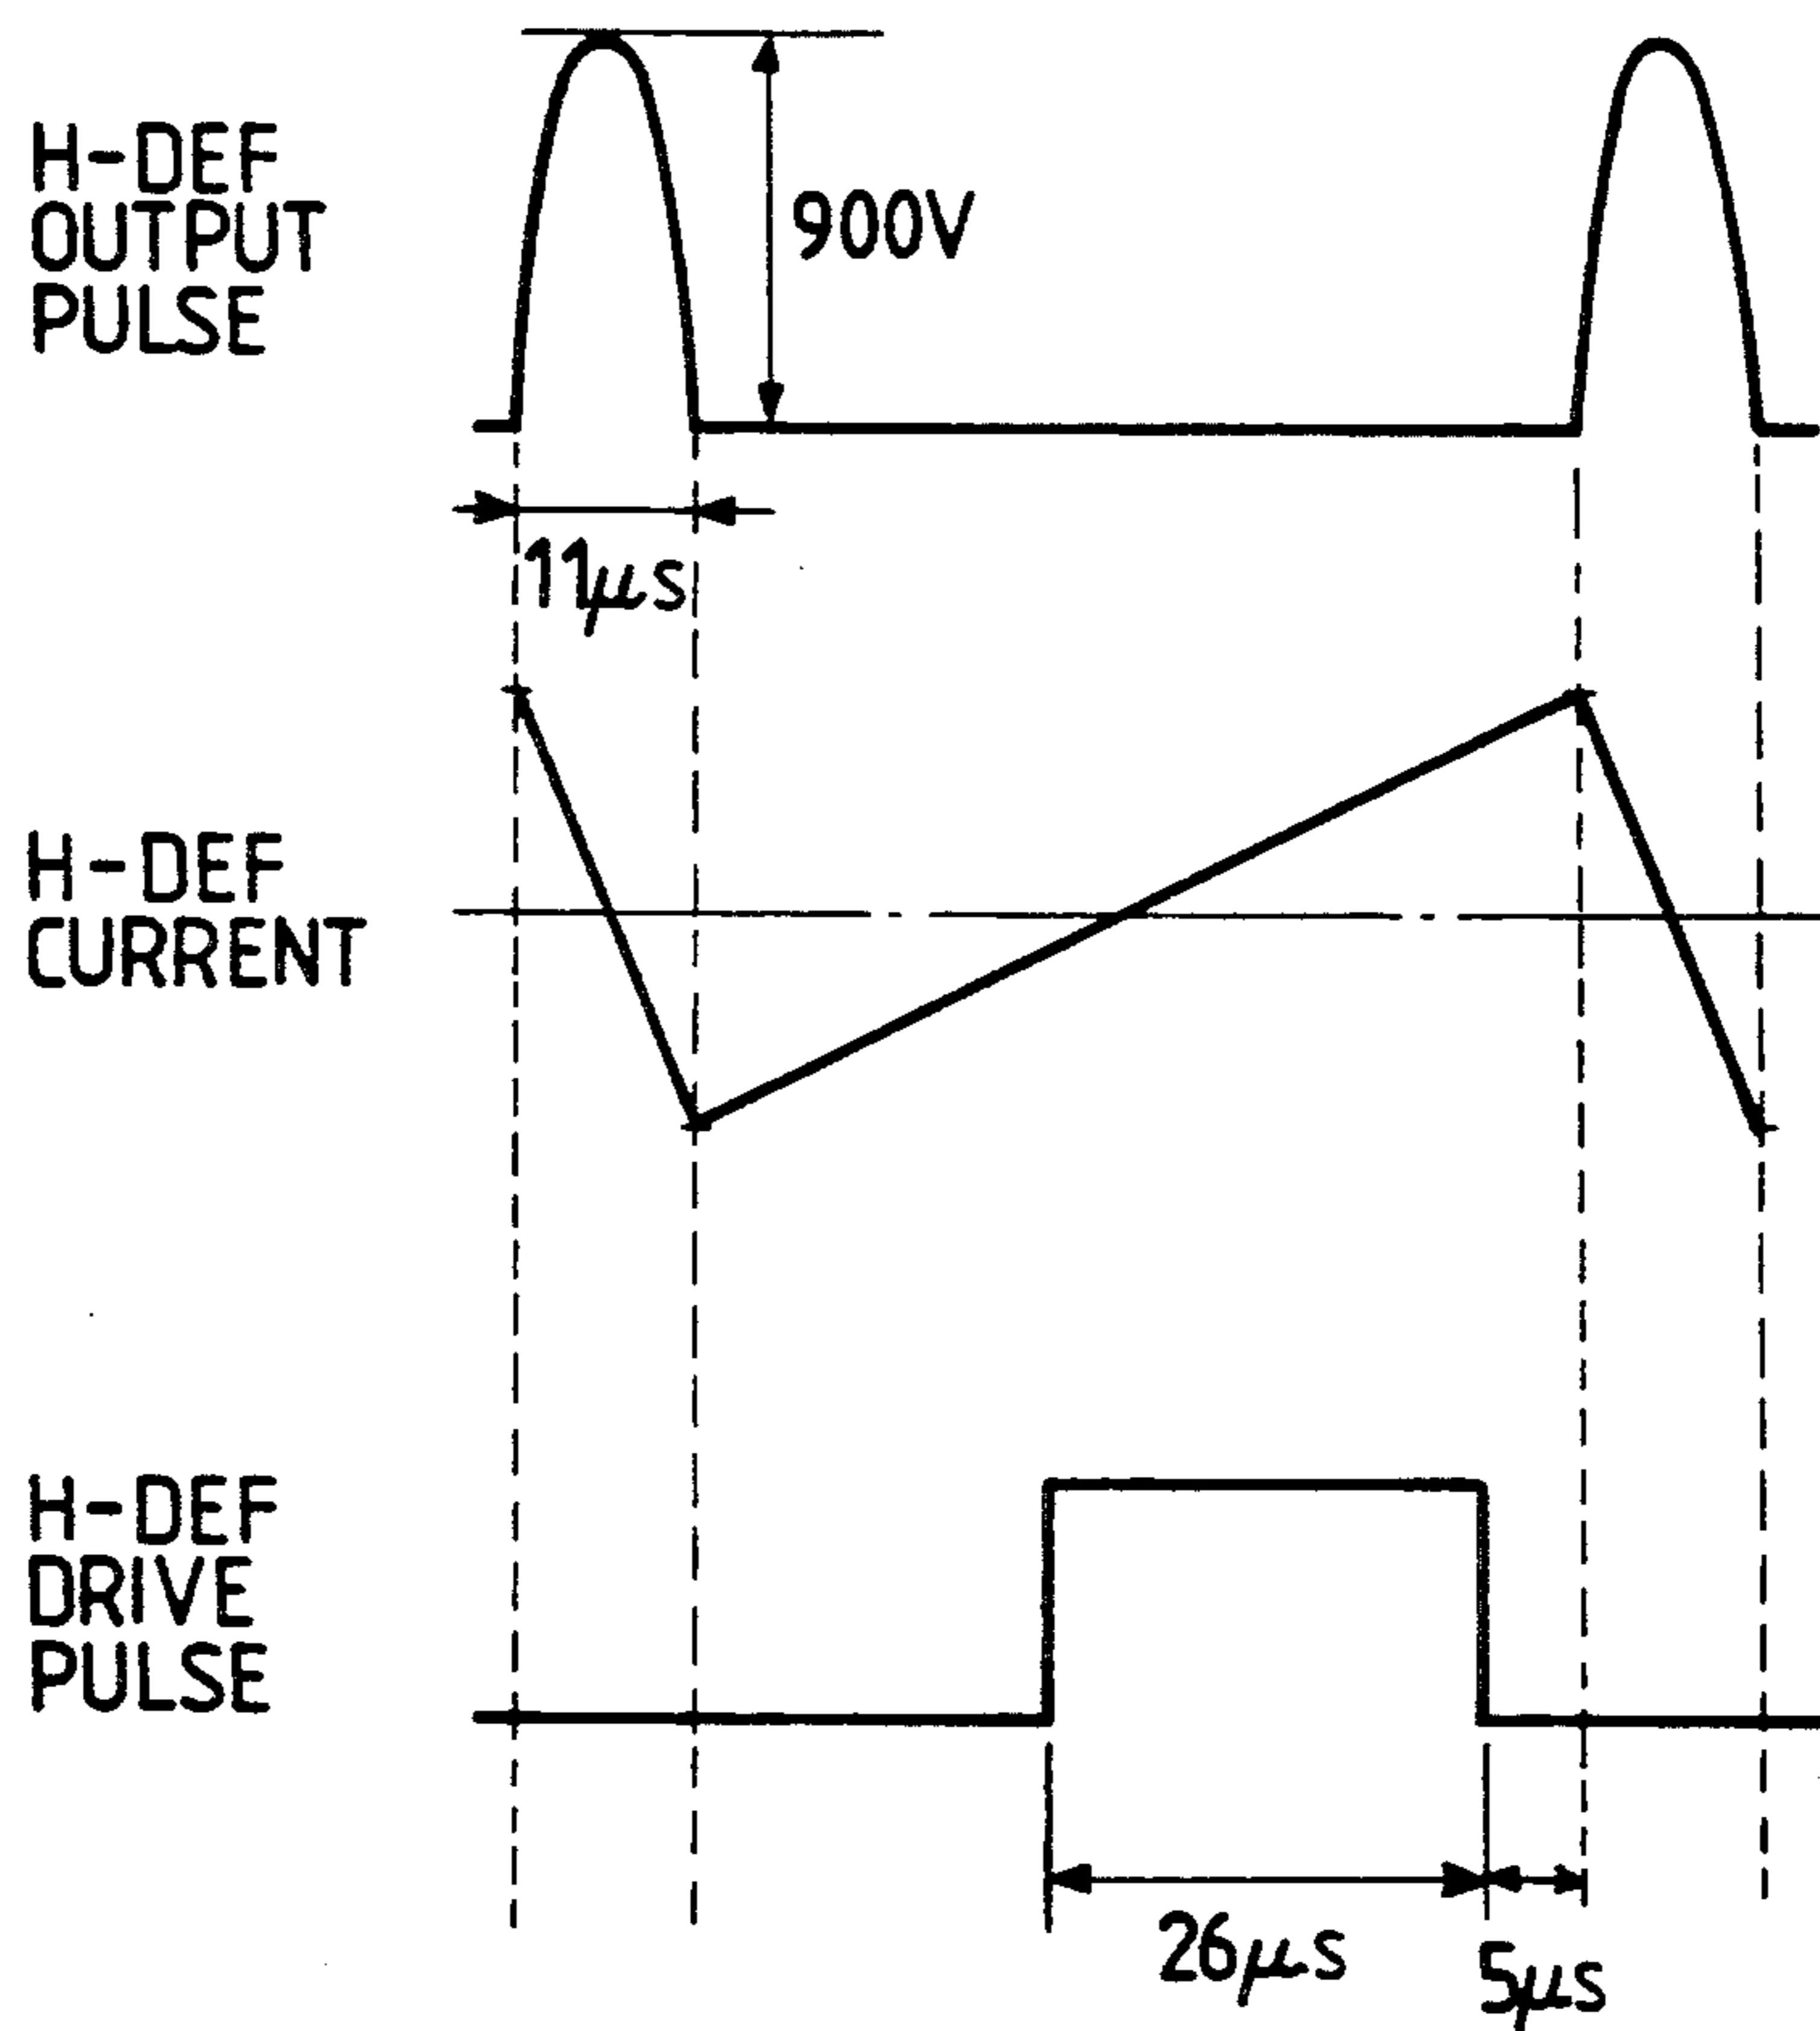 H-DEF
OUTPUT
PULSE
900V
11μs
H-DEF
CURRENT
H-DEF
DRIVE
PULSE
26μs
5μs